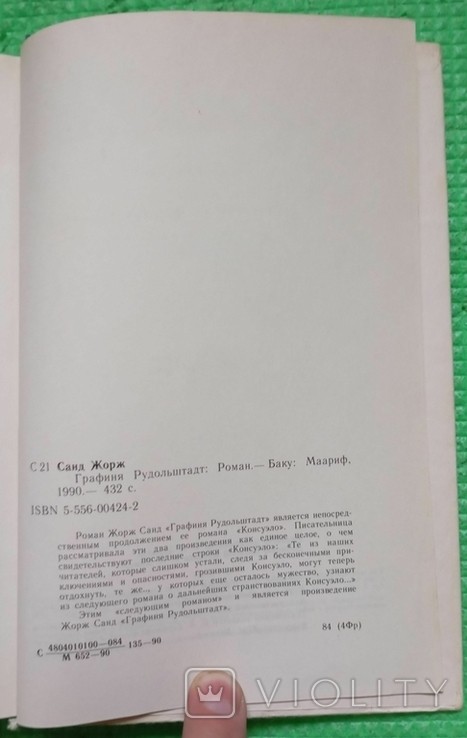 С 21 Санд Жорж
Графиня Рудольштадт: Роман.— Баку: Маариф,
1990.— 432 с.
ISBN 5-556-00424-2
Роман Жорж Санд «Графиня Рудольштадт» является непосред-
ственным продолжением ее романа «Консуэло». Писательница
рассматривала эти два произведения как единое целое, о чем
свидетельствуют последние строки «Консуэло»: «Те из наших
читателей, которые слишком устали, следя за бесконечными при-
ключениями и опасностями, грозившими Консуэло, могут теперь
отдохнуть, те же... у которых еще осталось мужество, узнают
из следующего романа о дальнейших странствованиях Консуэло...»
Этим «следующим романом» и является произведение
Жорж Санд «Графиня Рудольштадт».
84 (4Фр)
С 4804010100—084 135—90
М 652—90
VIOLITY